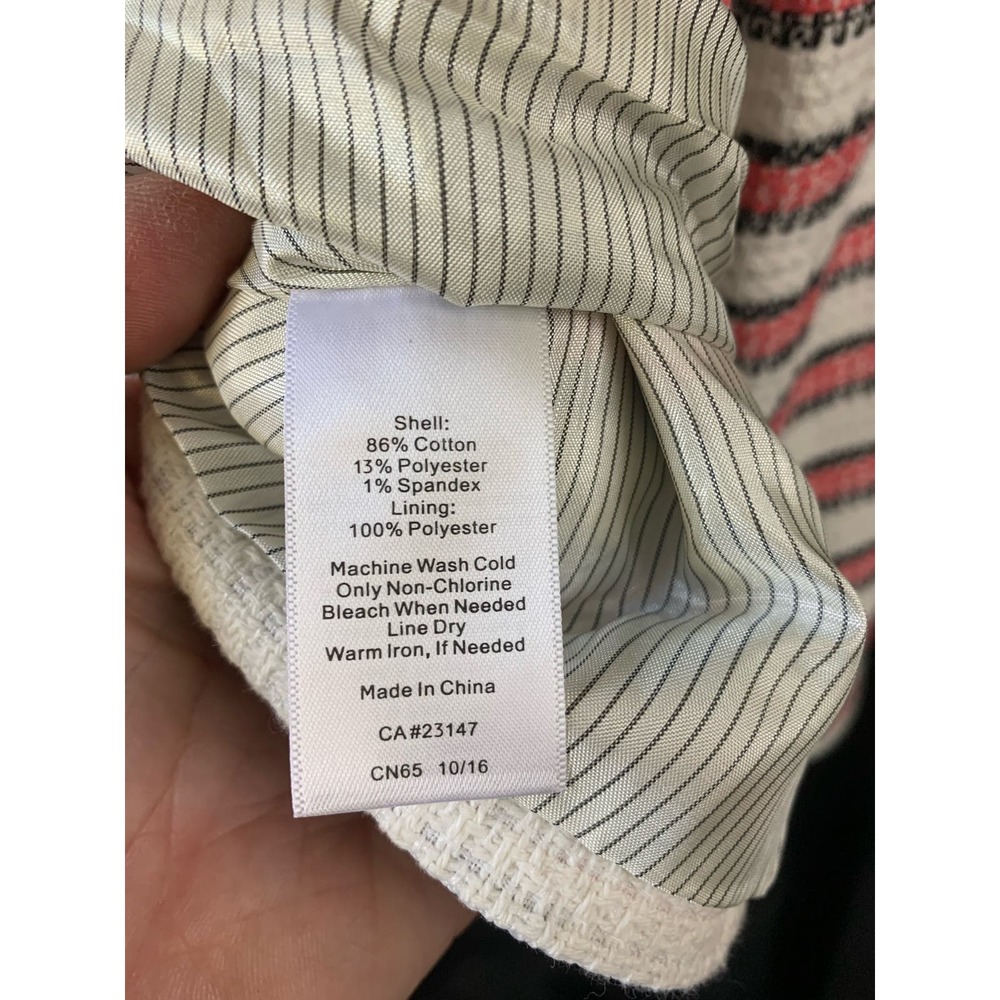 Shell:
86% Cotton
13% Polyester
1% Spandex
Lining:
100% Polyester
Machine Wash Cold
Only Non-Chlorine
Bleach When Needed
Line Dry
Warm Iron, If Needed
Made In China
CA#23147
CN65 10/16